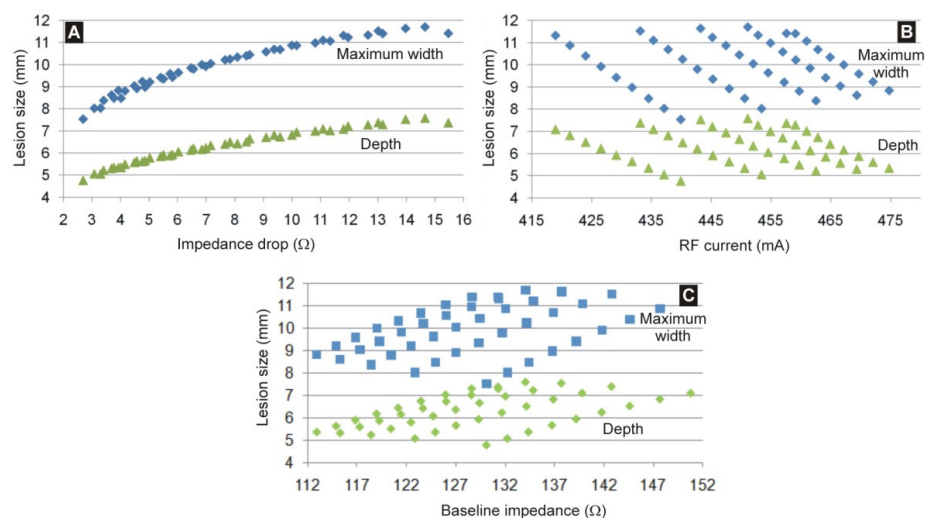 A
12
11
10
9
8
7
6
5
4
Lesion size (mm)
Maximum width
Depth
2 3 4 5 6 7 8 9 10 11 12 13 14 15 16
Impedance drop (Ω)
B
12
11
10
9
8
7
6
5
4
Lesion size (mm)
Maximum
width
Depth
415 425 435 445 455 465 475
RF current (mA)
C
12
11
10
9
8
7
6
5
4
Lesion size (mm)
Maximum
width
Depth
112 117 122 127 132 137 142 147 152
Baseline impedance (Ω)